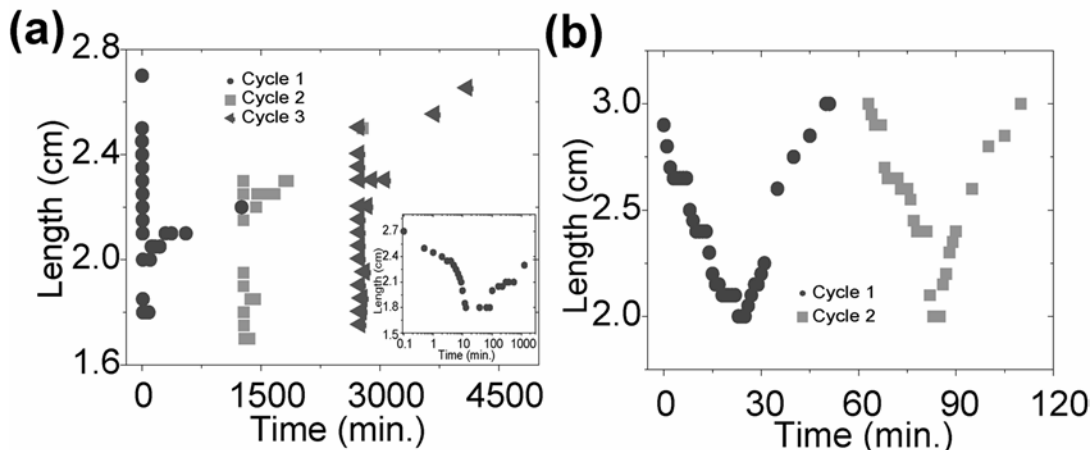 (a)
2.8
2.4
2.0
1.6
Length (cm)
Cycle 1
Cycle 2
Cycle 3
0
1500
3000
4500
Time (min.)
2.7
2.4
2.1
1.8
1.5
Length (cm)
0.1
1
10
100
1000
Time (min.)
(b)
3.0
2.5
2.0
Length (cm)
Cycle 1
Cycle 2
0
30
60
90
120
Time (min.)